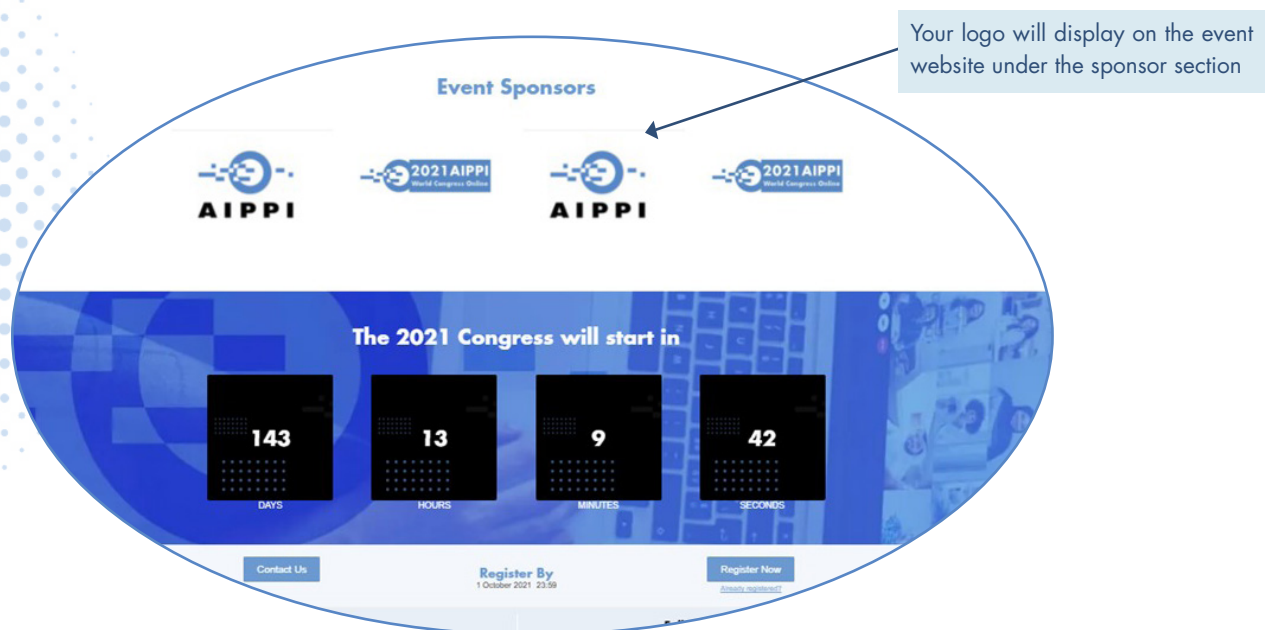 Your logo will display on the event
website under the sponsor section
Event Sponsors
AIPPI
2021AIPPI
World Congress Online
AIPPI
2021AIPPI
World Congress Online
The 2021 Congress will start in
143
DAYS
13
HOURS
9
MINUTES
42
SECONDS
Contact Us
Register By
1 October 2021 23:59
Register Now
Already registered?